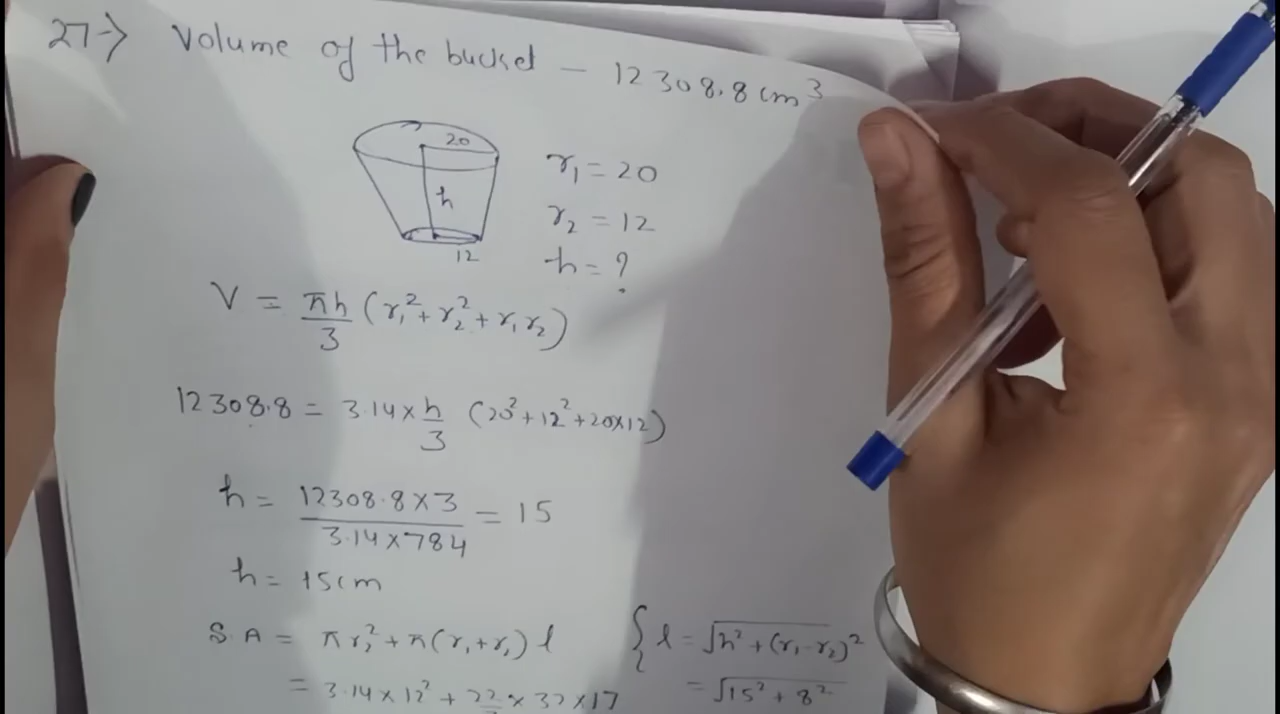 27→ Volume of the bucket — 12308.8 cm³
20
h
12
r₁ = 20
r₂ = 12
h = ?
V = πh/3 (r₁² + r₂² + r₁r₂)
12308.8 = 3.14 × h/3 (20² + 12² + 20×12)
h = 12308.8 × 3 / 3.14 × 784 = 15
h = 15cm
S.A = πr₂² + π(r₁ + r₂) l { l = √h² + (r₁ - r₂)²
= 3.14 × 12² + 22/7 × 32 × 17 = √15² + 8²